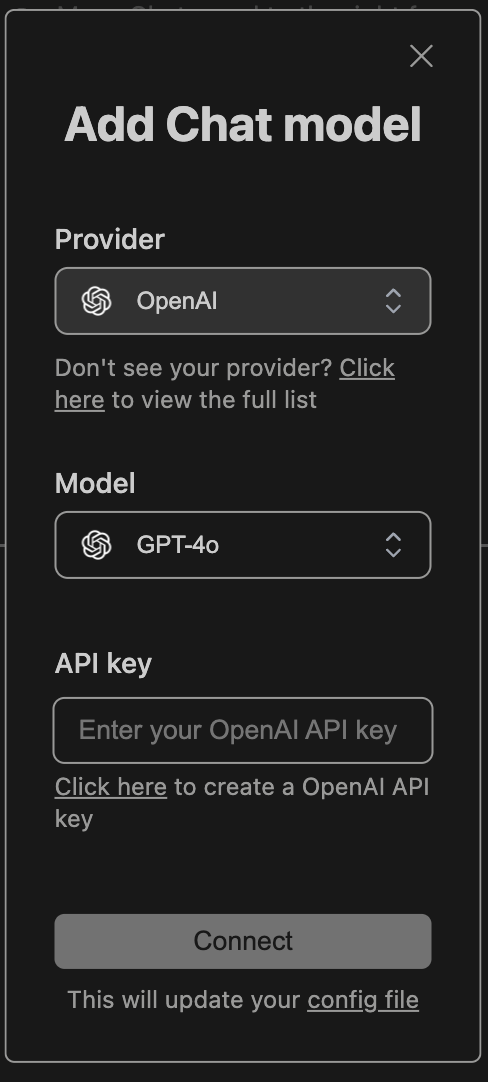 Add Chat model
Provider
OpenAI
Don't see your provider? Click
here to view the full list
Model
GPT-4o
API key
Enter your OpenAI API key
Click here to create a OpenAI API
key
Connect
This will update your config file